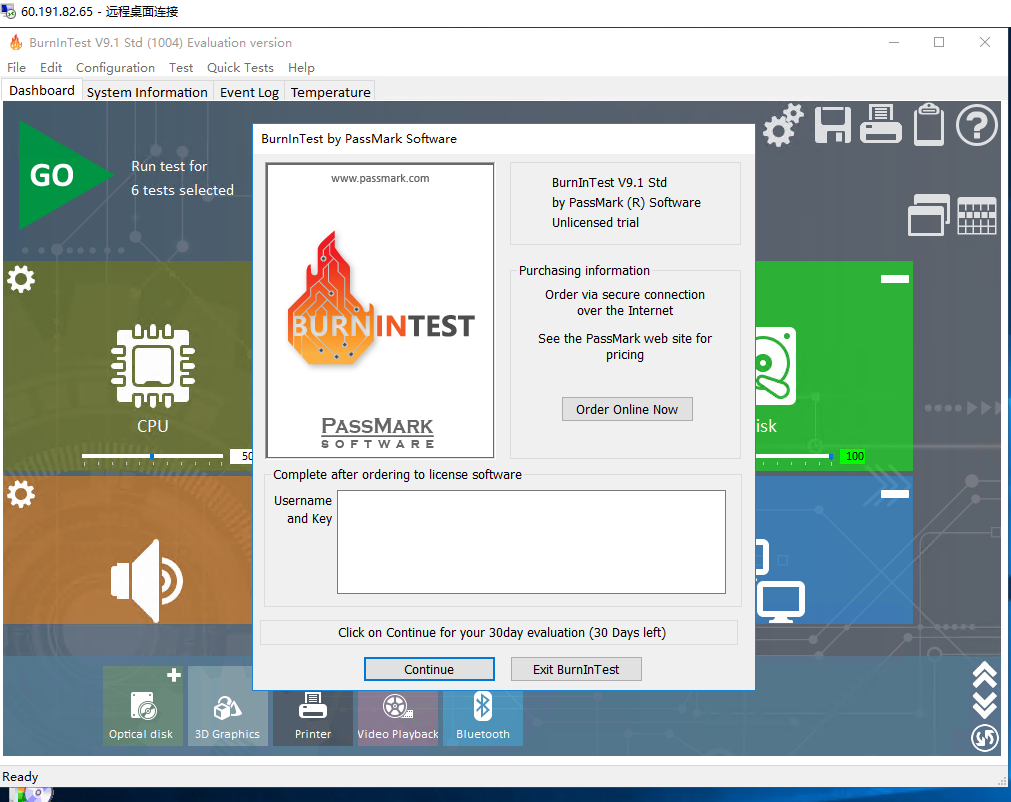 60.191.82.65 - 远程桌面连接
BurnInTest V9.1 Std (1004) Evaluation version
File Edit Configuration Test Quick Tests Help
Dashboard System Information Event Log Temperature
GO
Run test for
6 tests selected
BurnInTest by PassMark Software
www.passmark.com
BURNINTEST
PASSMARK
SOFTWARE
BurnInTest V9.1 Std
by PassMark (R) Software
Unlicensed trial
Purchasing information
Order via secure connection
over the Internet
See the PassMark web site for
pricing
Order Online Now
CPU
50
isk
100
Complete after ordering to license software
Username
and Key
Click on Continue for your 30day evaluation (30 Days left)
Continue Exit BurnInTest
Optical disk 3D Graphics Printer Video Playback Bluetooth
Ready